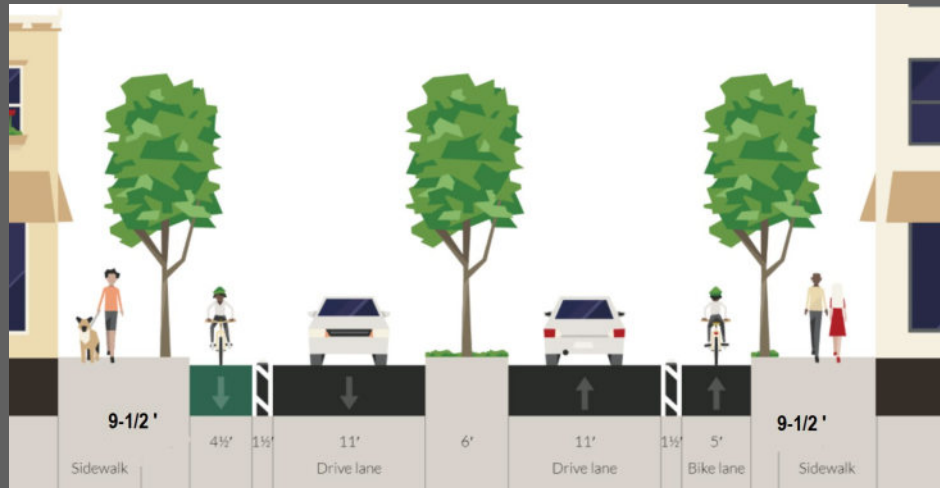 9-1/2 '
4½'
1½'
11'
6'
11'
1½'
5'
9-1/2 '
Sidewalk
Drive lane
Drive lane
Bike lane
Sidewalk